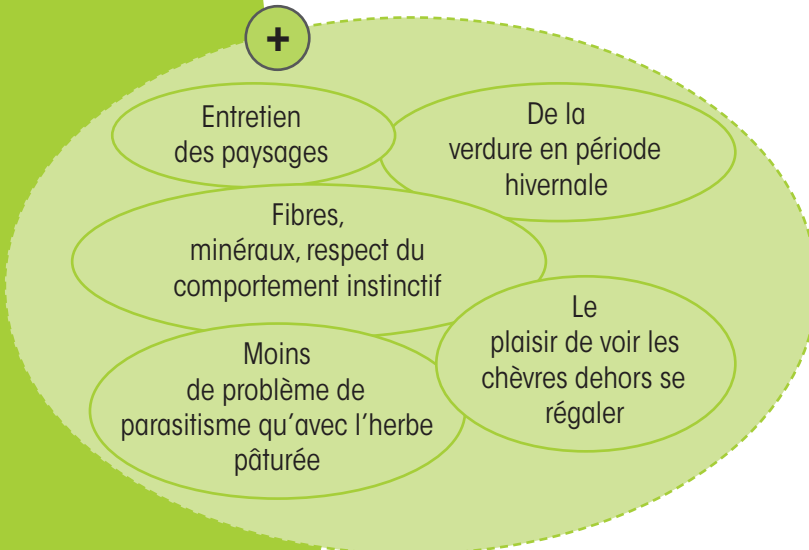 +
Entretien
des paysages
De la
verdure en période
hivernale
Fibres,
minéraux, respect du
comportement instinctif
Le
plaisir de voir les
chèvres dehors se
régaler
Moins
de problème de
parasitisme qu’avec l’herbe
pâturée